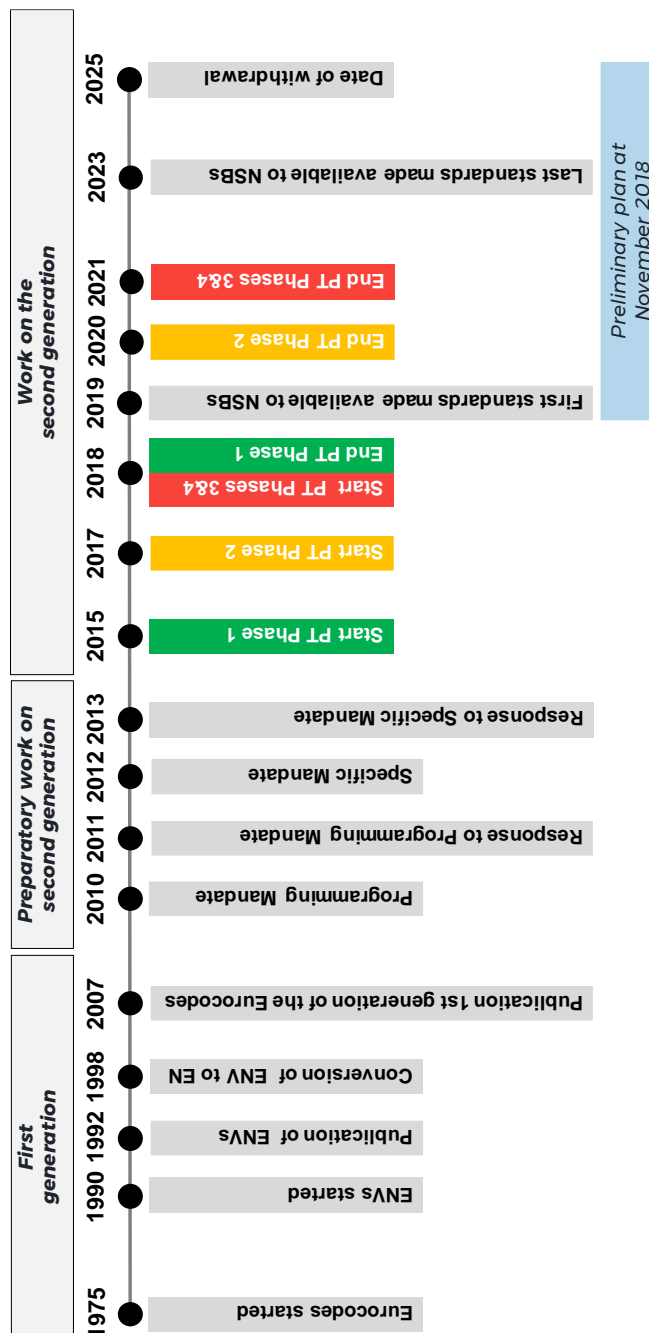 First
generation
Preparatory work on
second generation
Work on the
second generation
1975
Eurocodes started
1990
ENVs started
1992
Publication of ENVs
1998
Conversion of ENV to EN
2007
Publication 1st generation of the Eurocodes
2010
Programming Mandate
2011
Response to Programming Mandate
2012
Specific Mandate
2013
Response to Specific Mandate
2015
Start PT Phase 1
2017
Start PT Phase 2
2018
Start PT Phases 3&4
End PT Phase 1
2019
First standards made available to NSBs
2020
End PT Phase 2
2021
End PT Phases 3&4
2023
Last standards made available to NSBs
2025
Date of withdrawal
Preliminary plan at
November 2018